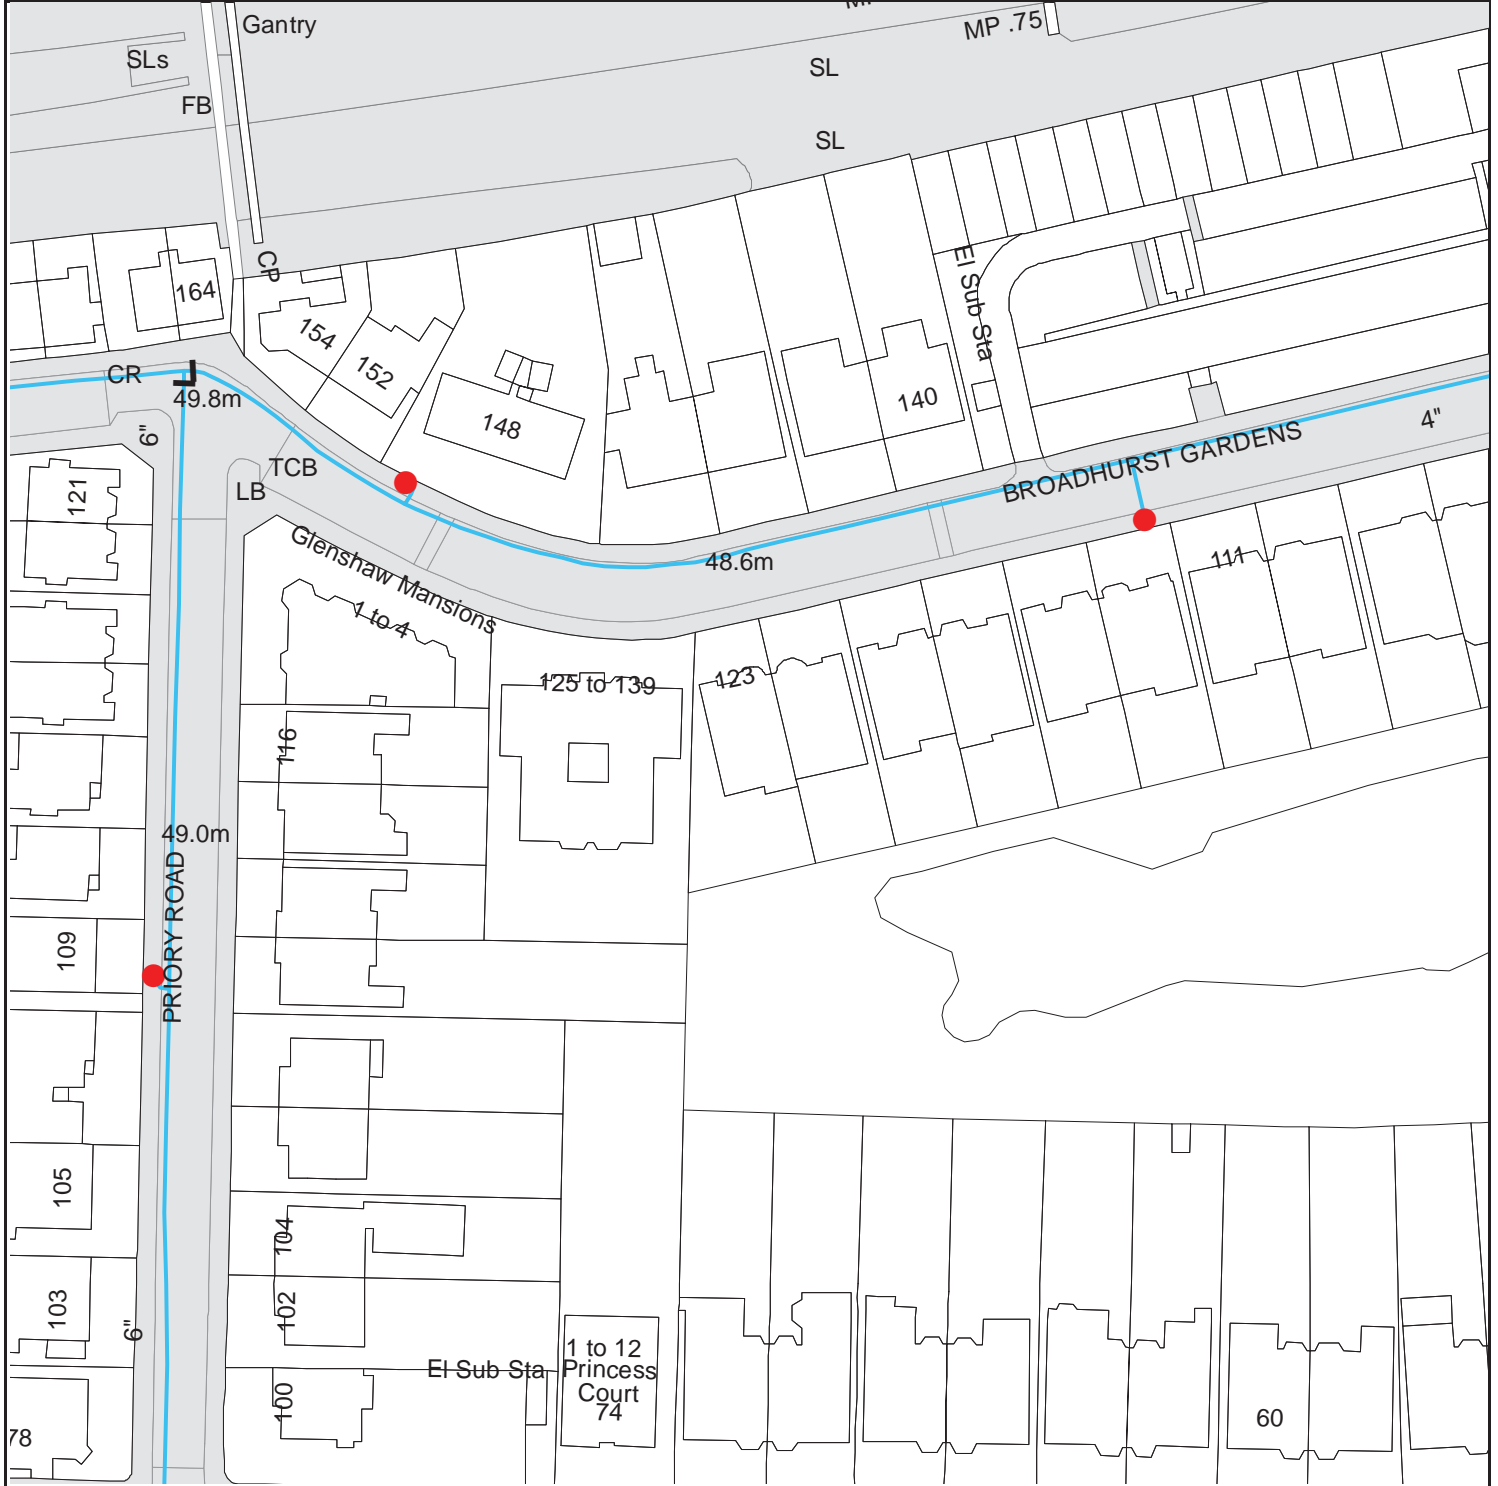 Gantry
MP .75
SLs
SL
FB
SL
CP
El Sub Sta
164
154
152
148
140
CR
49.8m
6"
4"
BROADHURST GARDENS
TCB
LB
121
Glenshaw Mansions
1 to 4
48.6m
111
125 to 139
123
116
49.0m
PRIORY ROAD
109
105
104
103
102
6"
El Sub Sta
1 to 12
Princess
Court
74
100
60
78